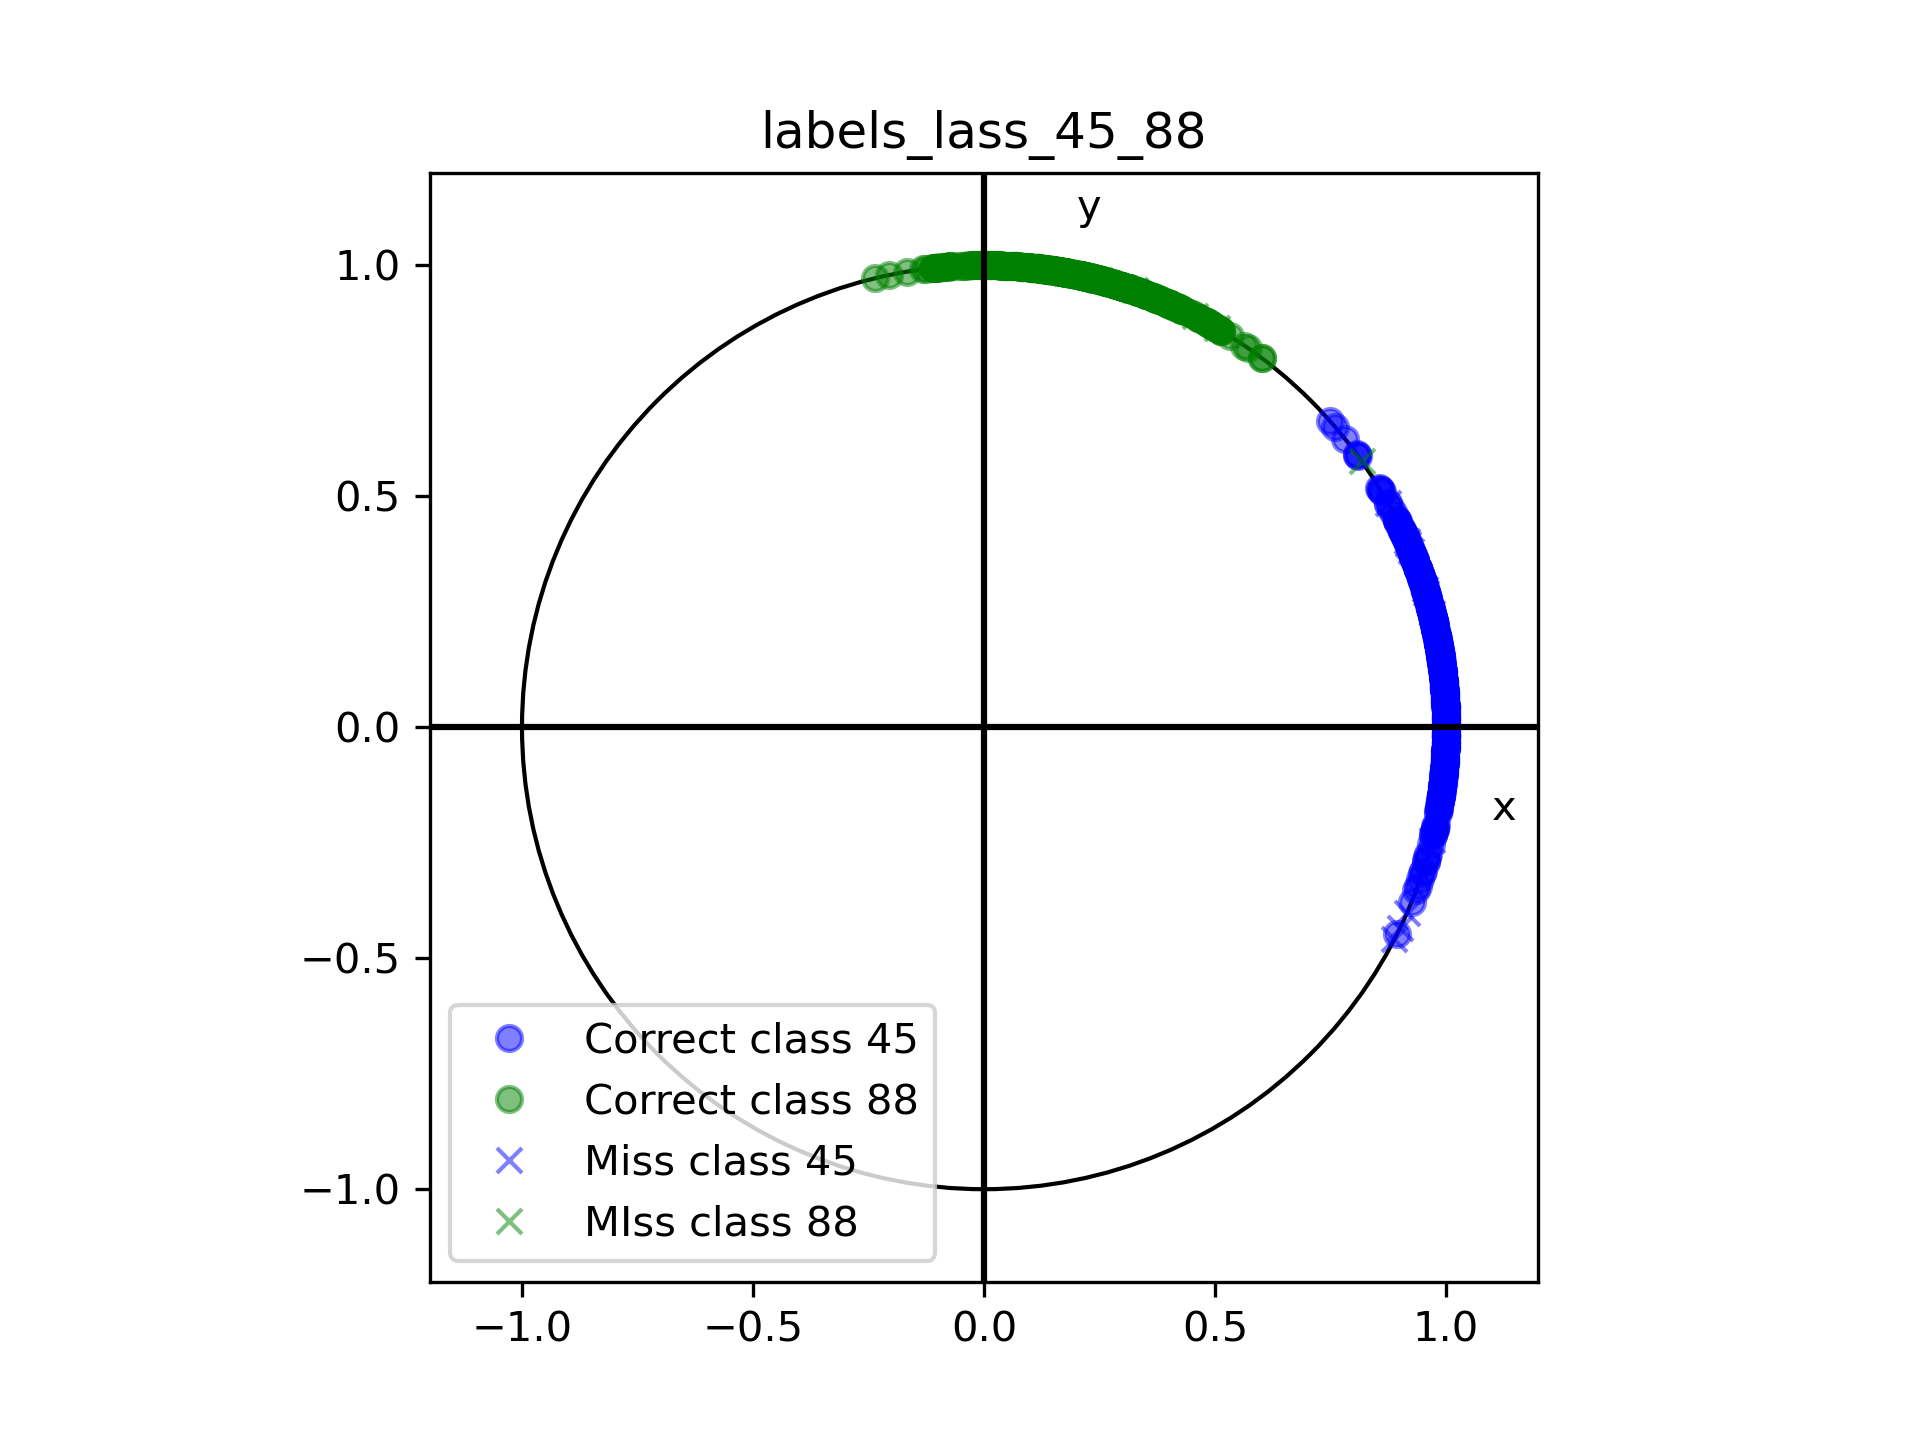 labels_lass_45_88
y
1.0
0.5
0.0
−0.5
−1.0
x
Correct class 45
Correct class 88
Miss class 45
MIss class 88
−1.0 −0.5 0.0 0.5 1.0